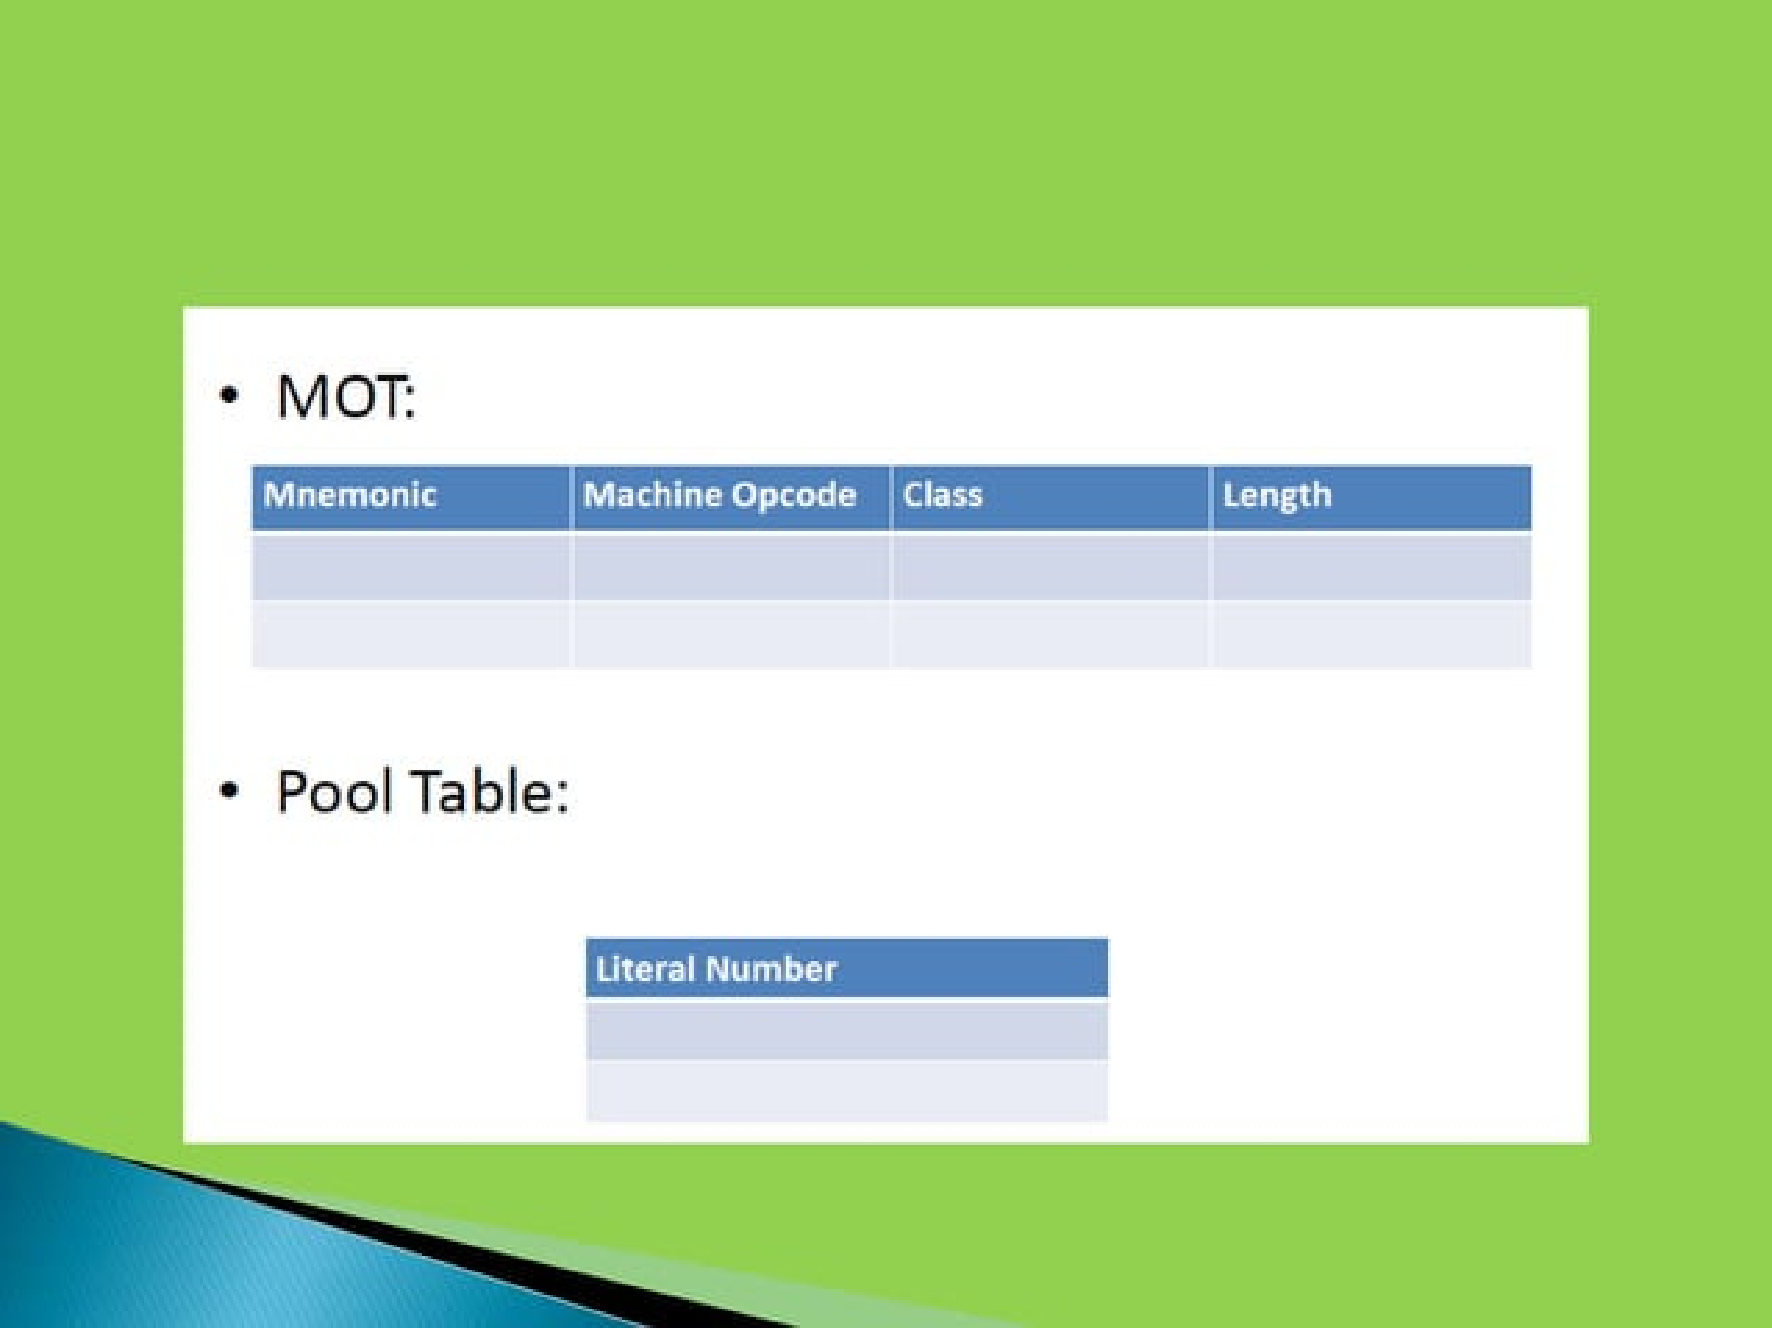 • MOT:
Mnemonic Machine Opcode Class Length
• Pool Table:
Literal Number